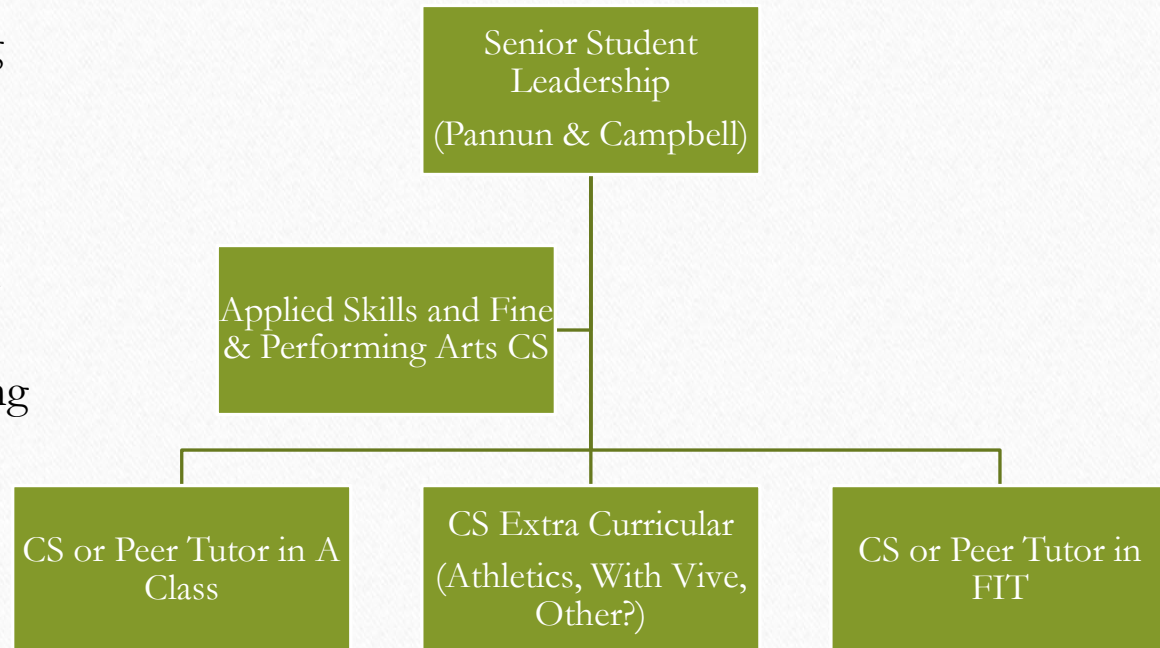 Senior Student
Leadership
(Pannun & Campbell)
Applied Skills and Fine
& Performing Arts CS
CS or Peer Tutor in A
Class
CS Extra Curricular
(Athletics, With Vive,
Other?)
CS or Peer Tutor in
FIT